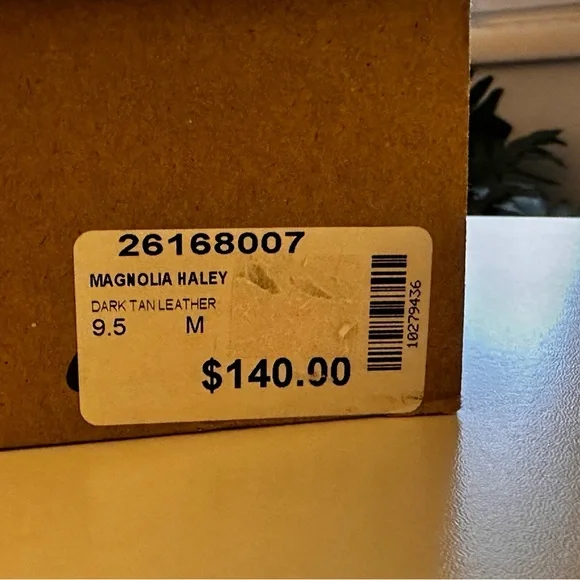 26168007
MAGNOLIA HALEY
DARK TAN LEATHER
9.5 M
$140.00
10279436